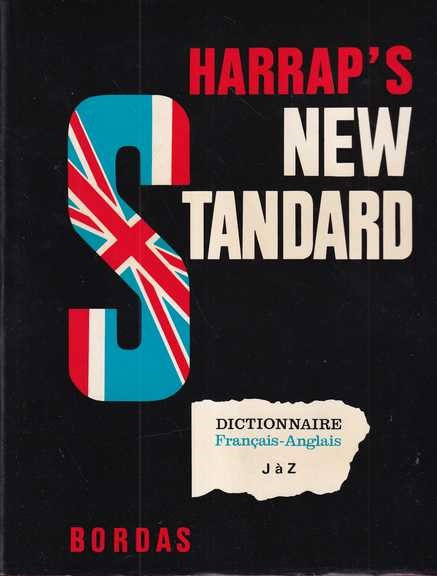 HARRAP'S
NEW
STANDARD
DICTIONNAIRE
Français-Anglais
J à Z
BORDAS